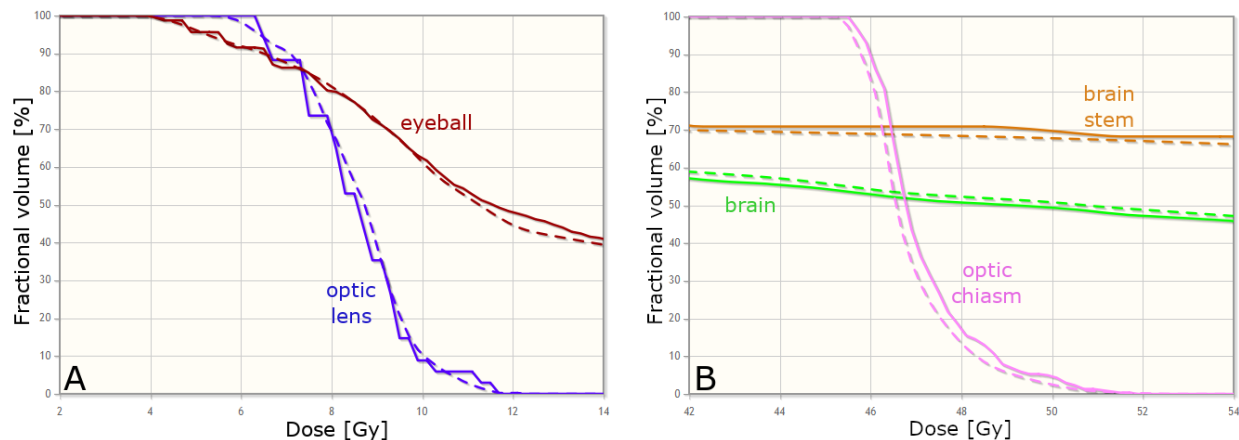 100
90
80
70
60
50
40
30
20
10
0
Fractional volume [%]
eyeball
optic
lens
A
2 4 6 8 10 12 14
Dose [Gy]
100
90
80
70
60
50
40
30
20
10
0
Fractional volume [%]
brain
stem
brain
optic
chiasm
B
42 44 46 48 50 52 54
Dose [Gy]